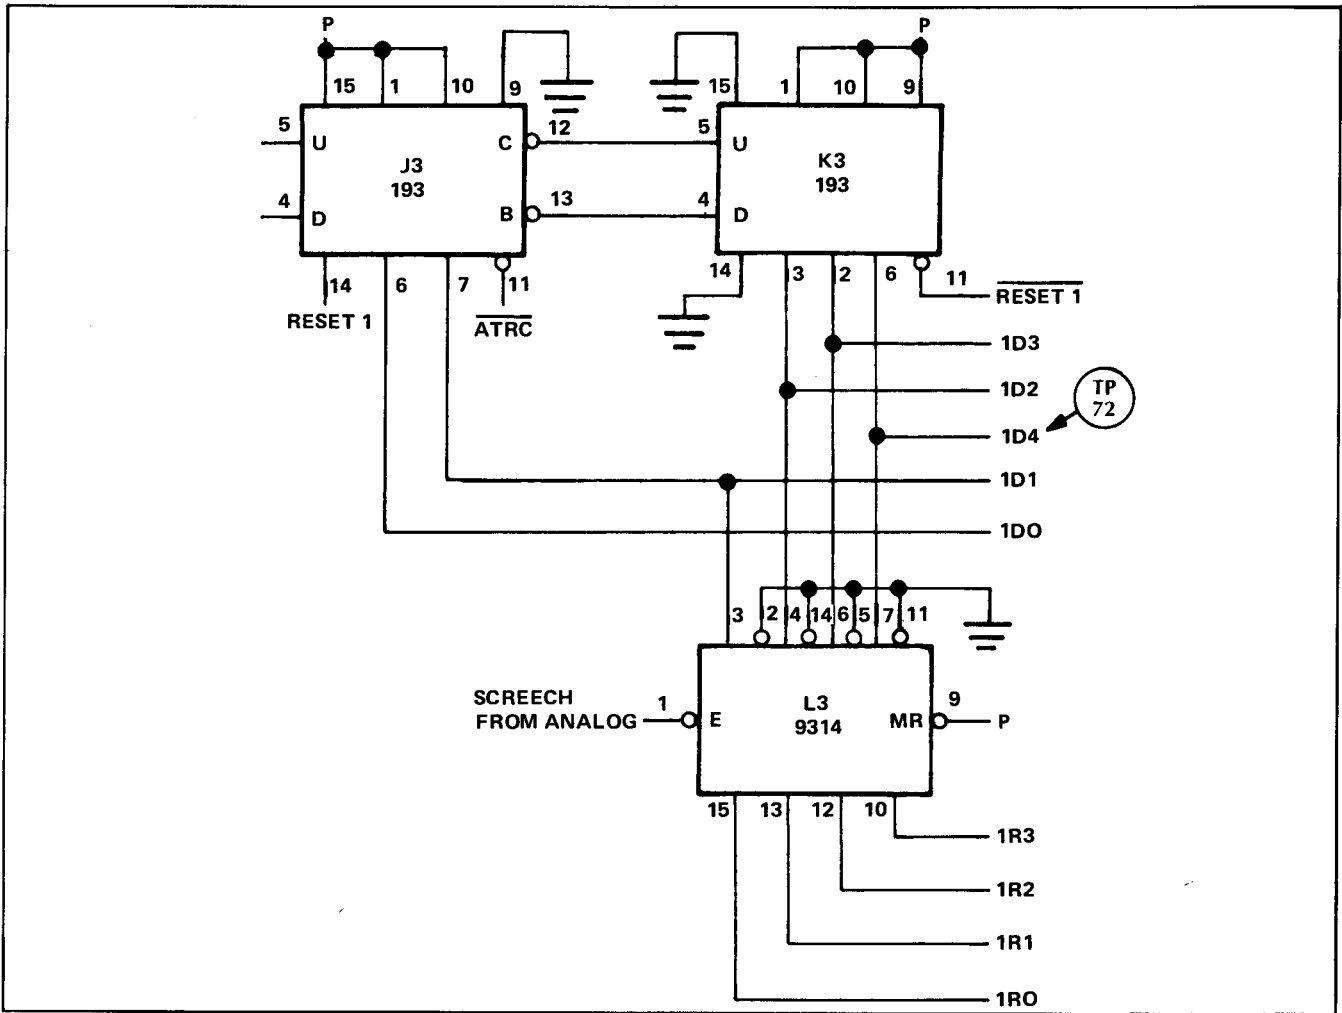 P P
15 1 10 9 15 1 10 9
5 U C 12 5 U
J3 193
K3 193
4 D B 13 4 D
14 6 7 11 14 3 2 6 11
RESET 1
ATRC
RESET 1
1D3
1D2
TP 72
1D4
1D1
1D0
3 2 4 14 6 5 7 11
SCREECH
FROM ANALOG
1 E
L3
9314
MR 9 P
15 13 12 10
1R3
1R2
1R1
1R0